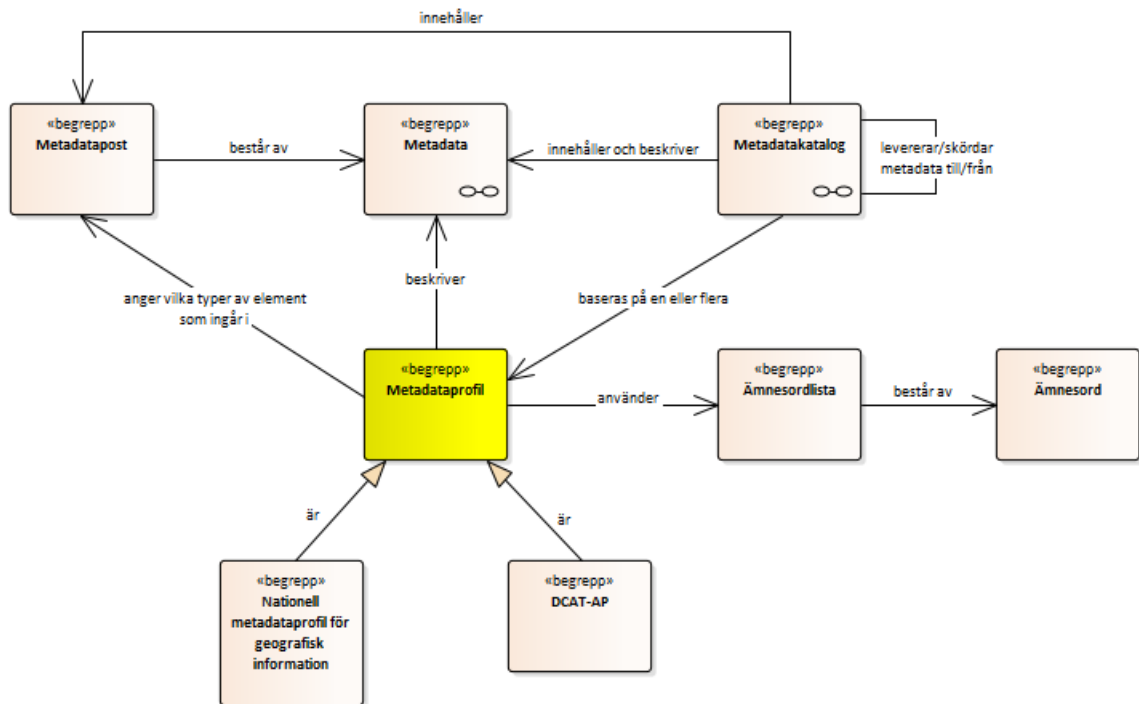 innehåller
«begrepp»
Metadatapost
består av
«begrepp»
Metadata
innehåller och beskriver
«begrepp»
Metadatakatalog
levererar/skördar
metadata till/från
anger vilka typer av element
som ingår i
beskriver
baseras på en eller flera
«begrepp»
Metadataprofil
använder
«begrepp»
Ämnesordlista
består av
«begrepp»
Ämnesord
är
är
«begrepp»
Nationell
metadataprofil för
geografisk
information
«begrepp»
DCAT-AP